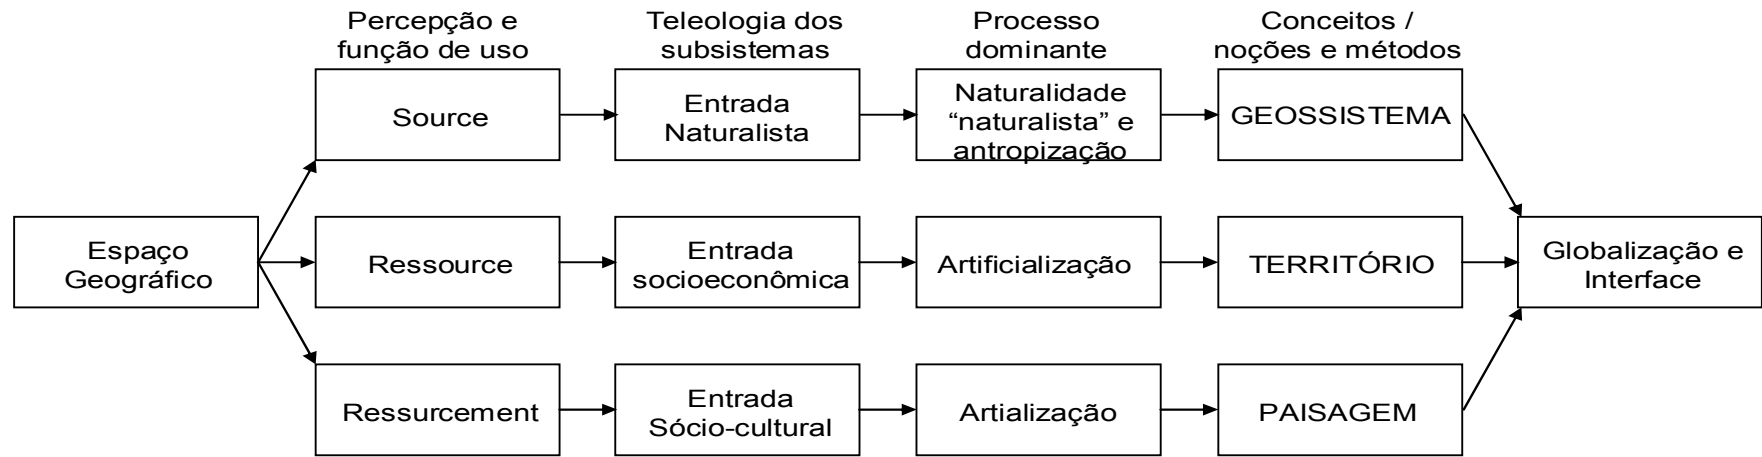 Percepção e
função de uso
Teleologia dos
subsistemas
Processo
dominante
Conceitos /
noções e métodos
Source
Entrada
Naturalista
Naturalidade
“naturalista” e
antropização
GEOSSISTEMA
Espaço
Geográfico
Ressource
Entrada
socioeconômica
Artificialização
TERRITÓRIO
Globalização e
Interface
Ressurcement
Entrada
Sócio-cultural
Artialização
PAISAGEM